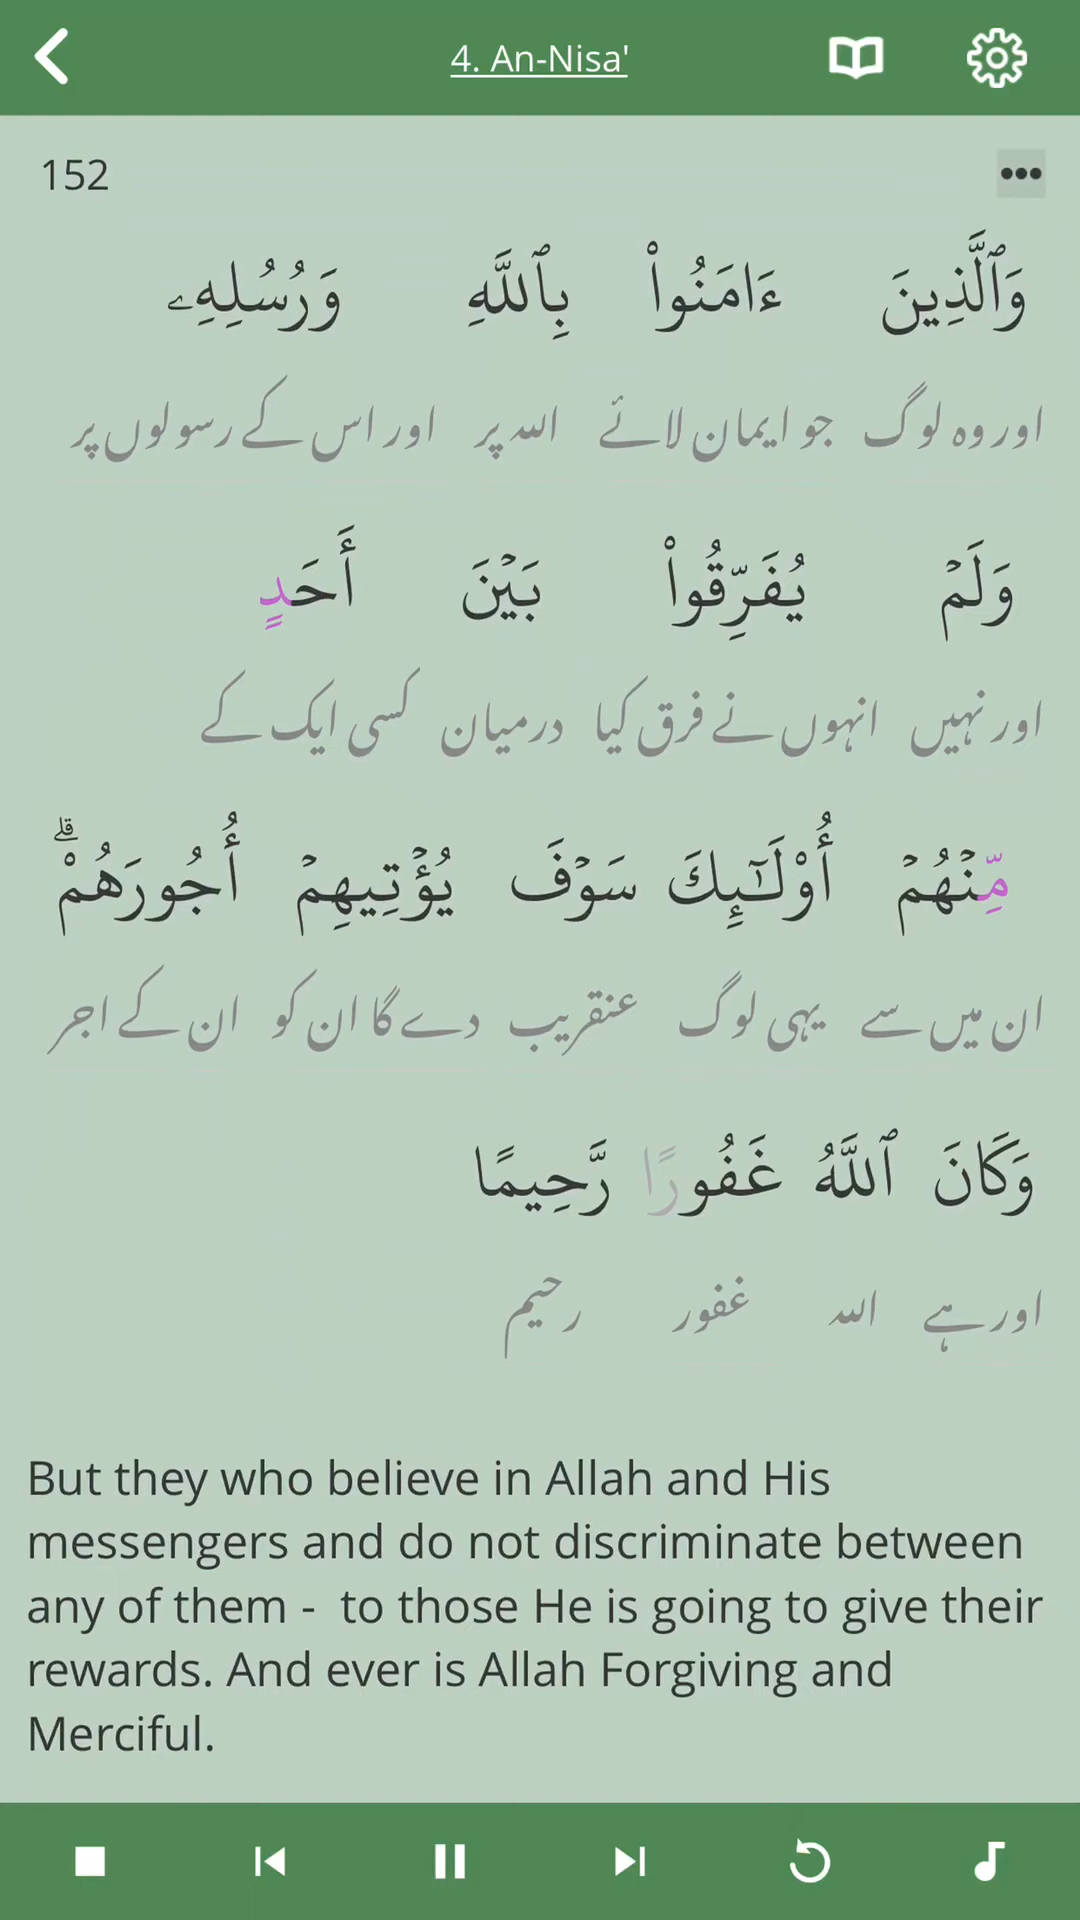 4. An-Nisa'
152
وَٱلَّذِينَ ءَامَنُوا۟ بِٱللَّهِ وَرُسُلِهِۦ
اور وہ لوگ جو ایمان لائے اللہ پر اور اس کے رسولوں پر
وَلَمْ يُفَرِّقُوا۟ بَيْنَ أَحَدٍ
اور نہیں انہوں نے فرق کیا درمیان کسی ایک کے
مِّنْهُمْ أُو۟لَـٰٓئِكَ سَوْفَ يُؤْتِيهِمْ أُجُورَهُمْ ۗ
ان میں سے یہی لوگ عنقریب دے گا ان کو ان کے اجر
وَكَانَ ٱللَّهُ غَفُورًا رَّحِيمًا
اور ہے اللہ غفور رحیم
But they who believe in Allah and His
messengers and do not discriminate between
any of them -  to those He is going to give their
rewards. And ever is Allah Forgiving and
Merciful.